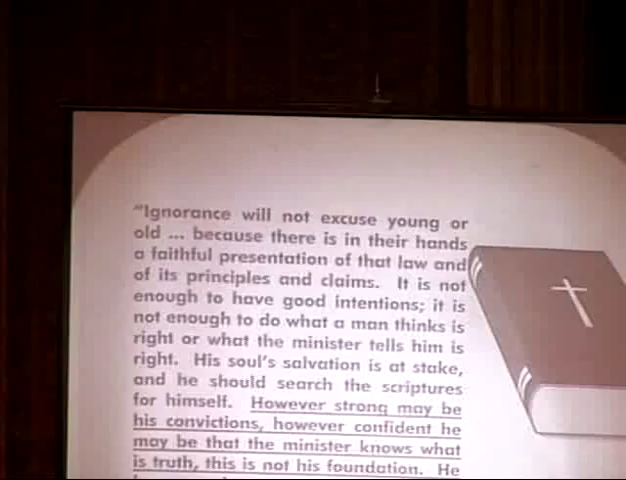 "Ignorance will not excuse young or
old ... because there is in their hands
a faithful presentation of that law and
of its principles and claims. It is not
enough to have good intentions; it is
not enough to do what a man thinks is
right or what the minister tells him is
right. His soul's salvation is at stake,
and he should search the scriptures
for himself. However strong may be
his convictions, however confident he
may be that the minister knows what
is truth, this is not his foundation. He